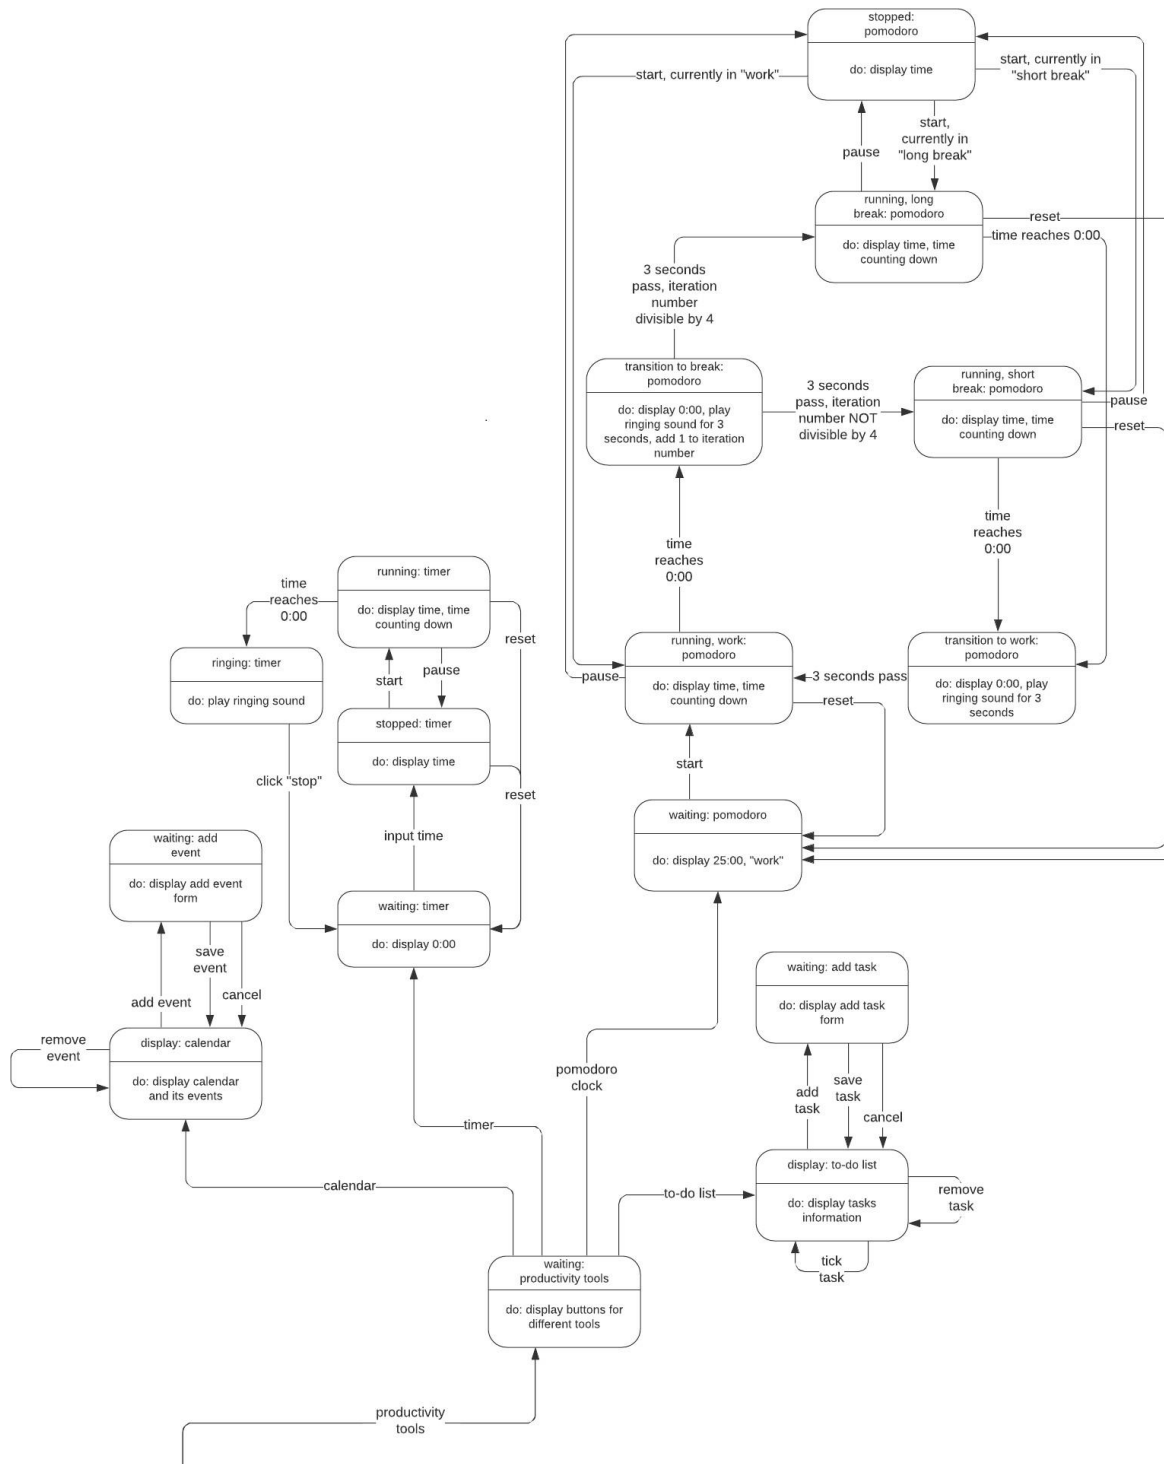 stopped:
pomodoro
do: display time
start, currently in "work"
start, currently in
"short break"
pause
start,
currently in
"long break"
running, long
break: pomodoro
do: display time, time
counting down
reset
time reaches 0:00
3 seconds
pass, iteration
number
divisible by 4
transition to break:
pomodoro
do: display 0:00, play
ringing sound for 3
seconds, add 1 to iteration
number
3 seconds
pass, iteration
number NOT
divisible by 4
running, short
break: pomodoro
do: display time, time
counting down
pause
reset
time
reaches
0:00
time
reaches
0:00
running: timer
do: display time, time
counting down
time
reaches
0:00
reset
ringing: timer
do: play ringing sound
start
pause
running, work:
pomodoro
do: display time, time
counting down
pause
3 seconds pass
transition to work:
pomodoro
do: display 0:00, play
ringing sound for 3
seconds
reset
stopped: timer
do: display time
reset
click "stop"
start
input time
waiting: pomodoro
do: display 25:00, "work"
waiting: add
event
do: display add event
form
waiting: timer
do: display 0:00
save
event
add event
cancel
remove
event
display: calendar
do: display calendar
and its events
waiting: add task
do: display add task
form
pomodoro
clock
add
task
save
task
cancel
timer
calendar
to-do list
display: to-do list
do: display tasks
information
remove
task
tick
task
waiting:
productivity tools
do: display buttons for
different tools
productivity
tools